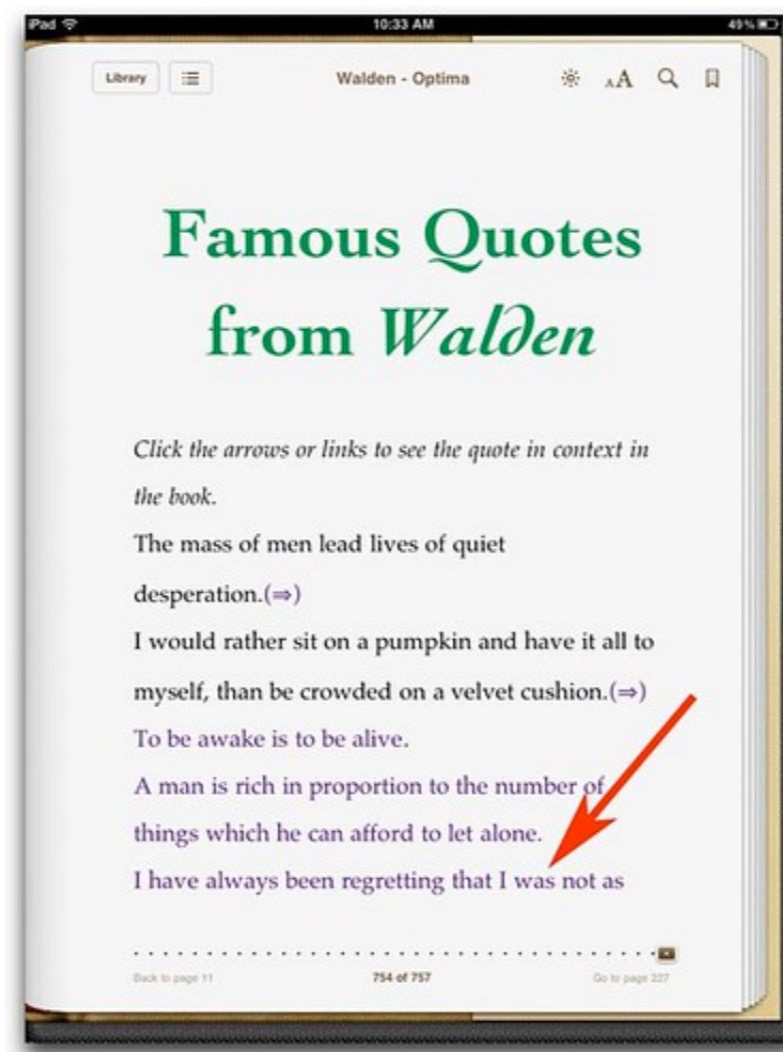 iPad 10:33 AM 49%
Library Walden - Optima AA
Famous Quotes
from Walden
Click the arrows or links to see the quote in context in
the book.
The mass of men lead lives of quiet
desperation.(⇒)
I would rather sit on a pumpkin and have it all to
myself, than be crowded on a velvet cushion.(⇒)
To be awake is to be alive.
A man is rich in proportion to the number of
things which he can afford to let alone.
I have always been regretting that I was not as
Back to page 11 754 of 757 Go to page 227